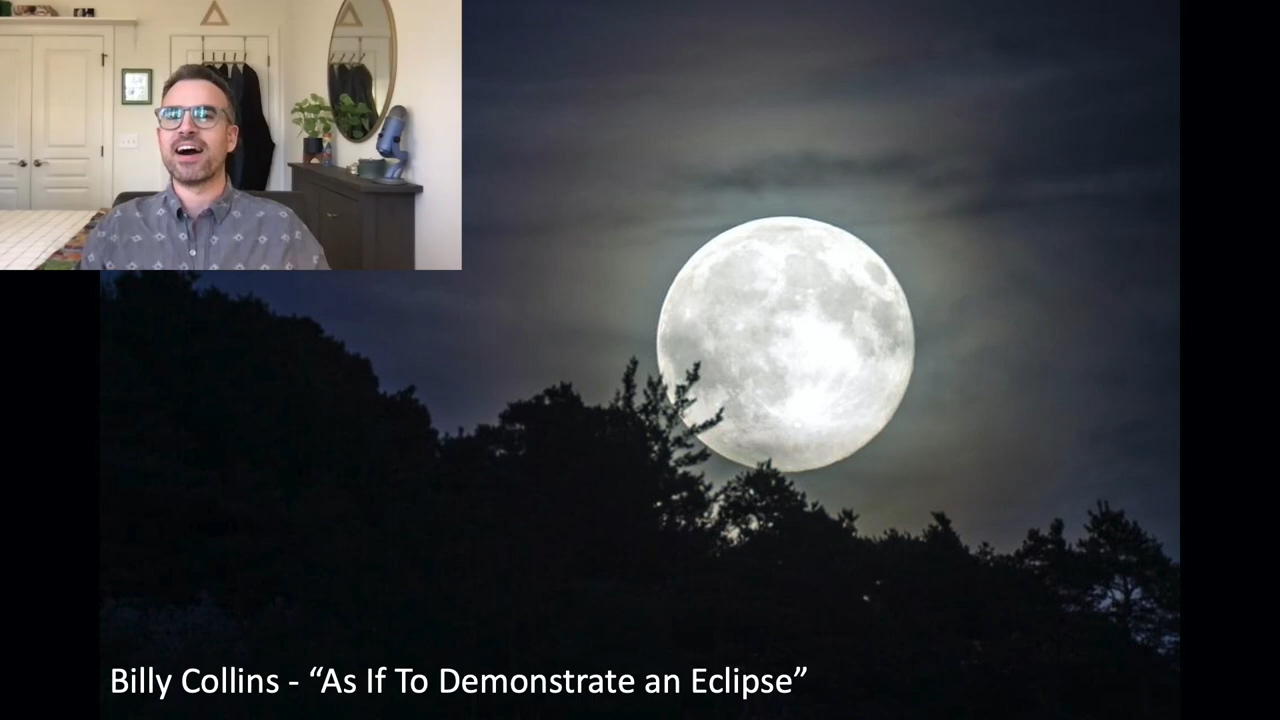 Billy Collins - “As If To Demonstrate an Eclipse”